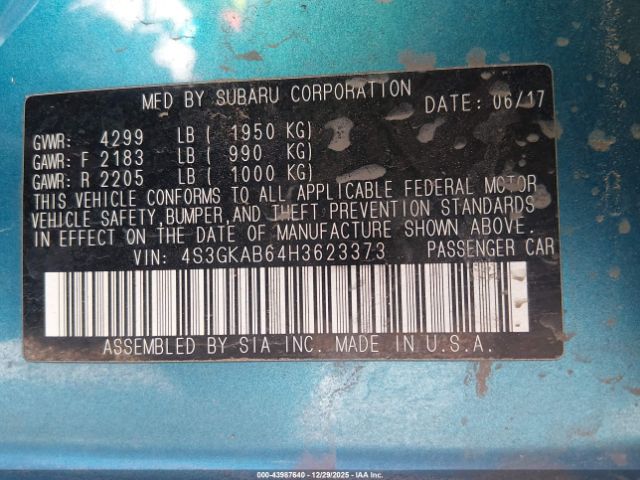 MFD BY SUBARU CORPORATION DATE: 06/17
GVWR: 4299 LB ( 1950 KG)
GAWR: F 2183 LB ( 990 KG)
GAWR: R 2205 LB ( 1000 KG)
THIS VEHICLE CONFORMS TO ALL APPLICABLE FEDERAL MOTOR
VEHICLE SAFETY, BUMPER, AND THEFT PREVENTION STANDARDS
IN EFFECT ON THE DATE OF MANUFACTURE SHOWN ABOVE.
VIN: 4S3GKAB64H3623373 PASSENGER CAR
ASSEMBLED BY SIA INC. MADE IN U.S.A.
000-43987640 - 12/29/2025 - IAA Inc.